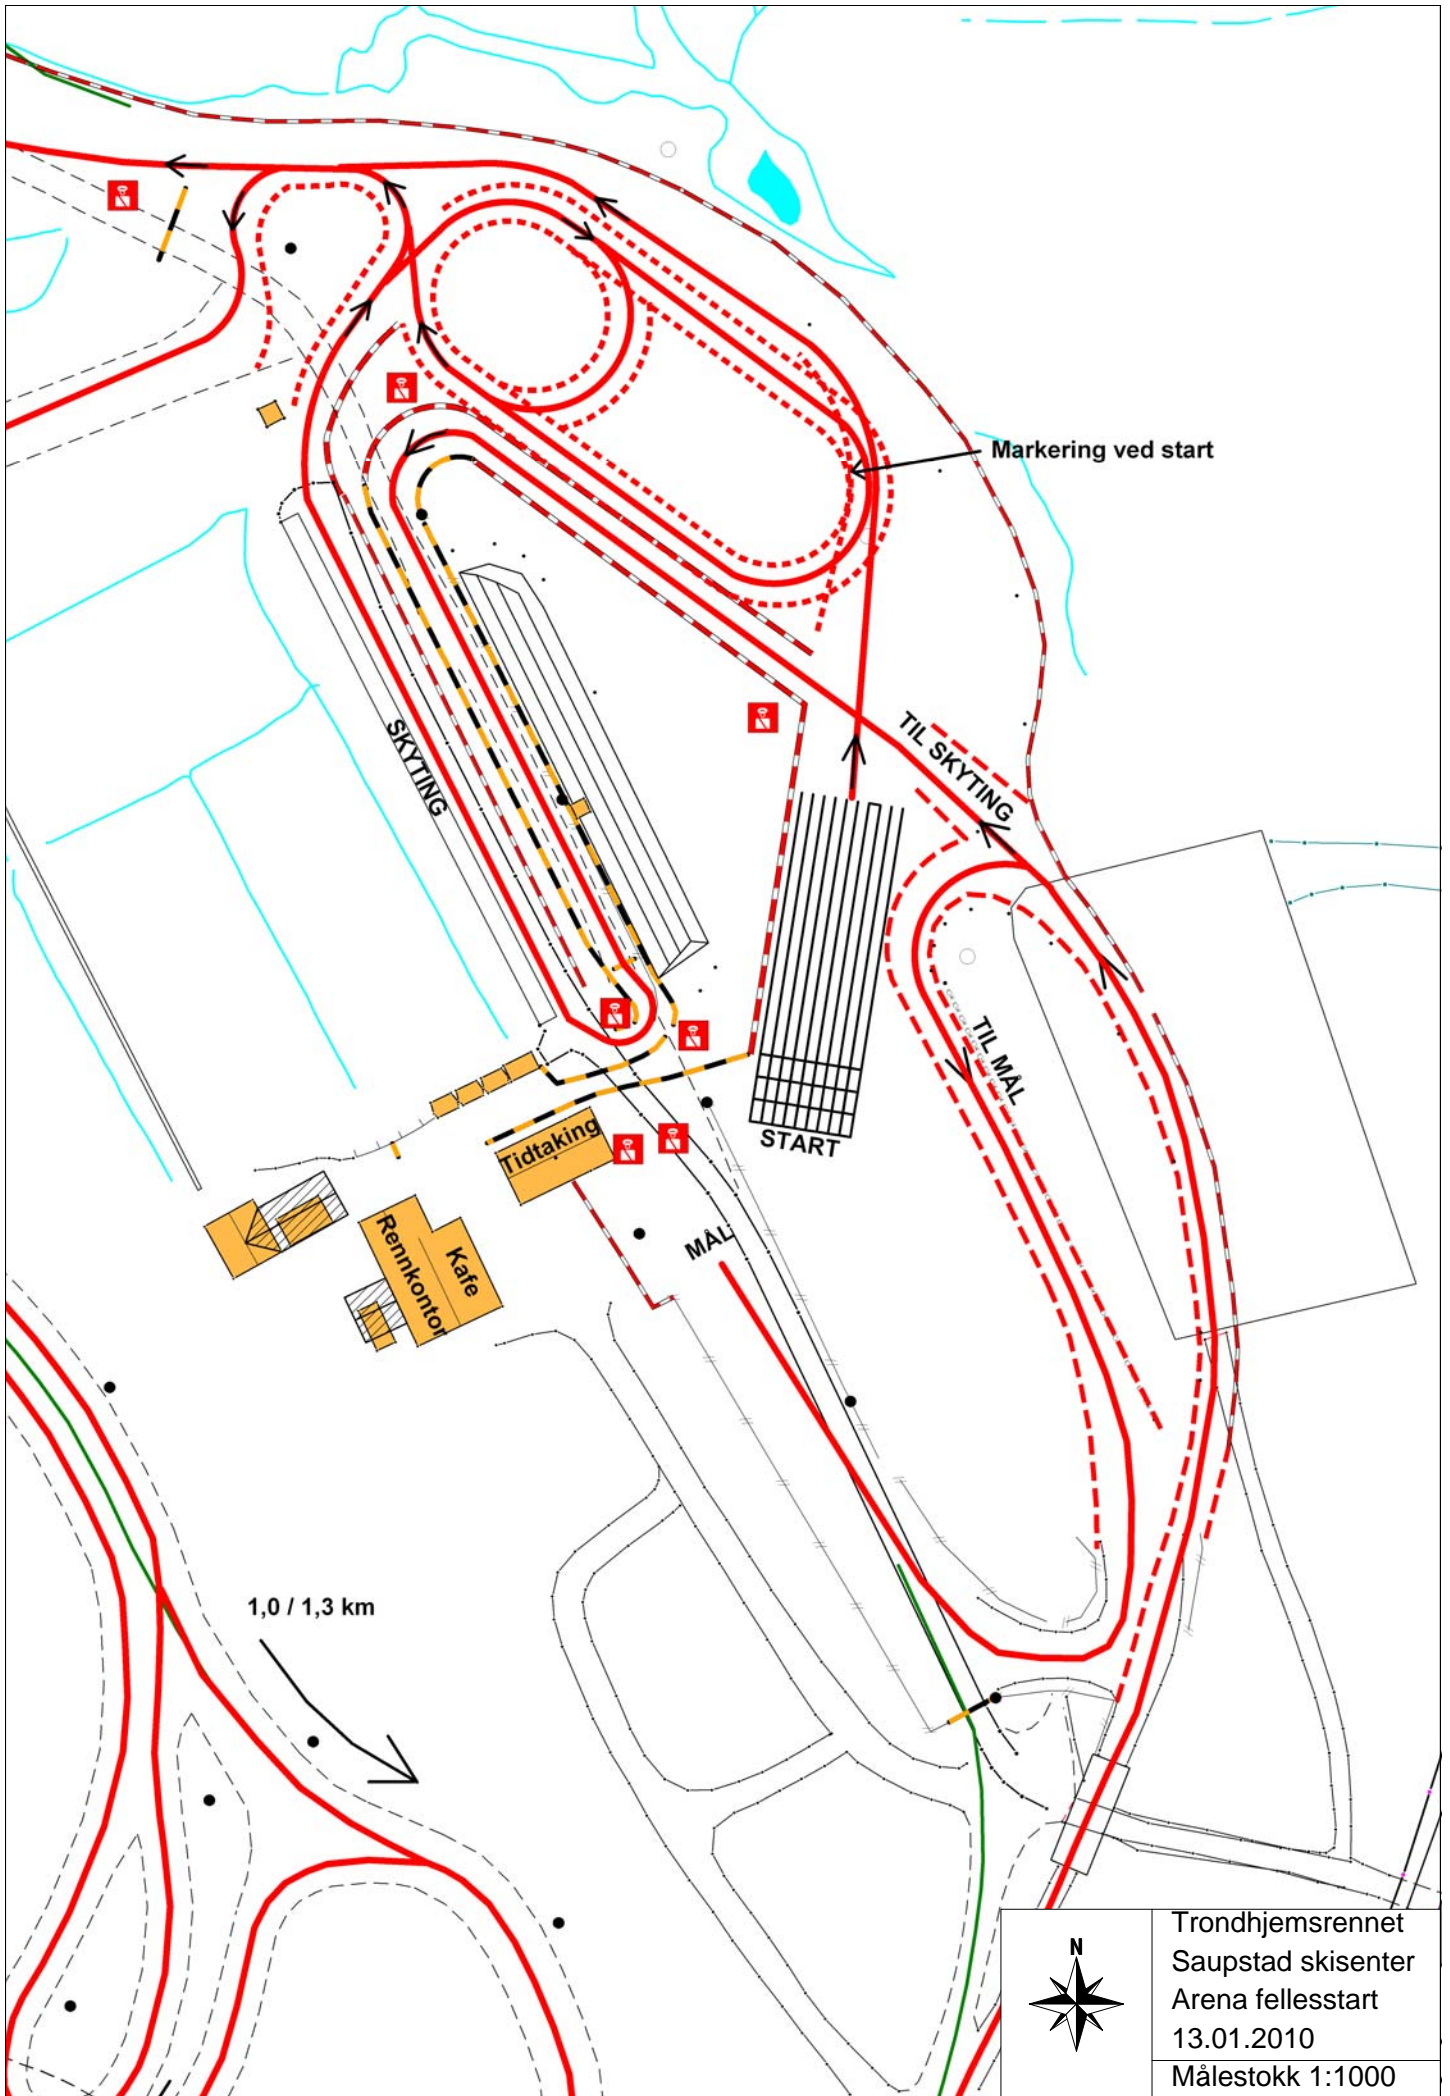 Markering ved start
TIL SKYTING
SKYTING
TIL MÅL
START
Tidtaking
MÅL
Rennkontor
Kafe
1,0 / 1,3 km
N
Trondhjemsrennet
Saupstad skisenter
Arena fellesstart
13.01.2010
Målestokk 1:1000